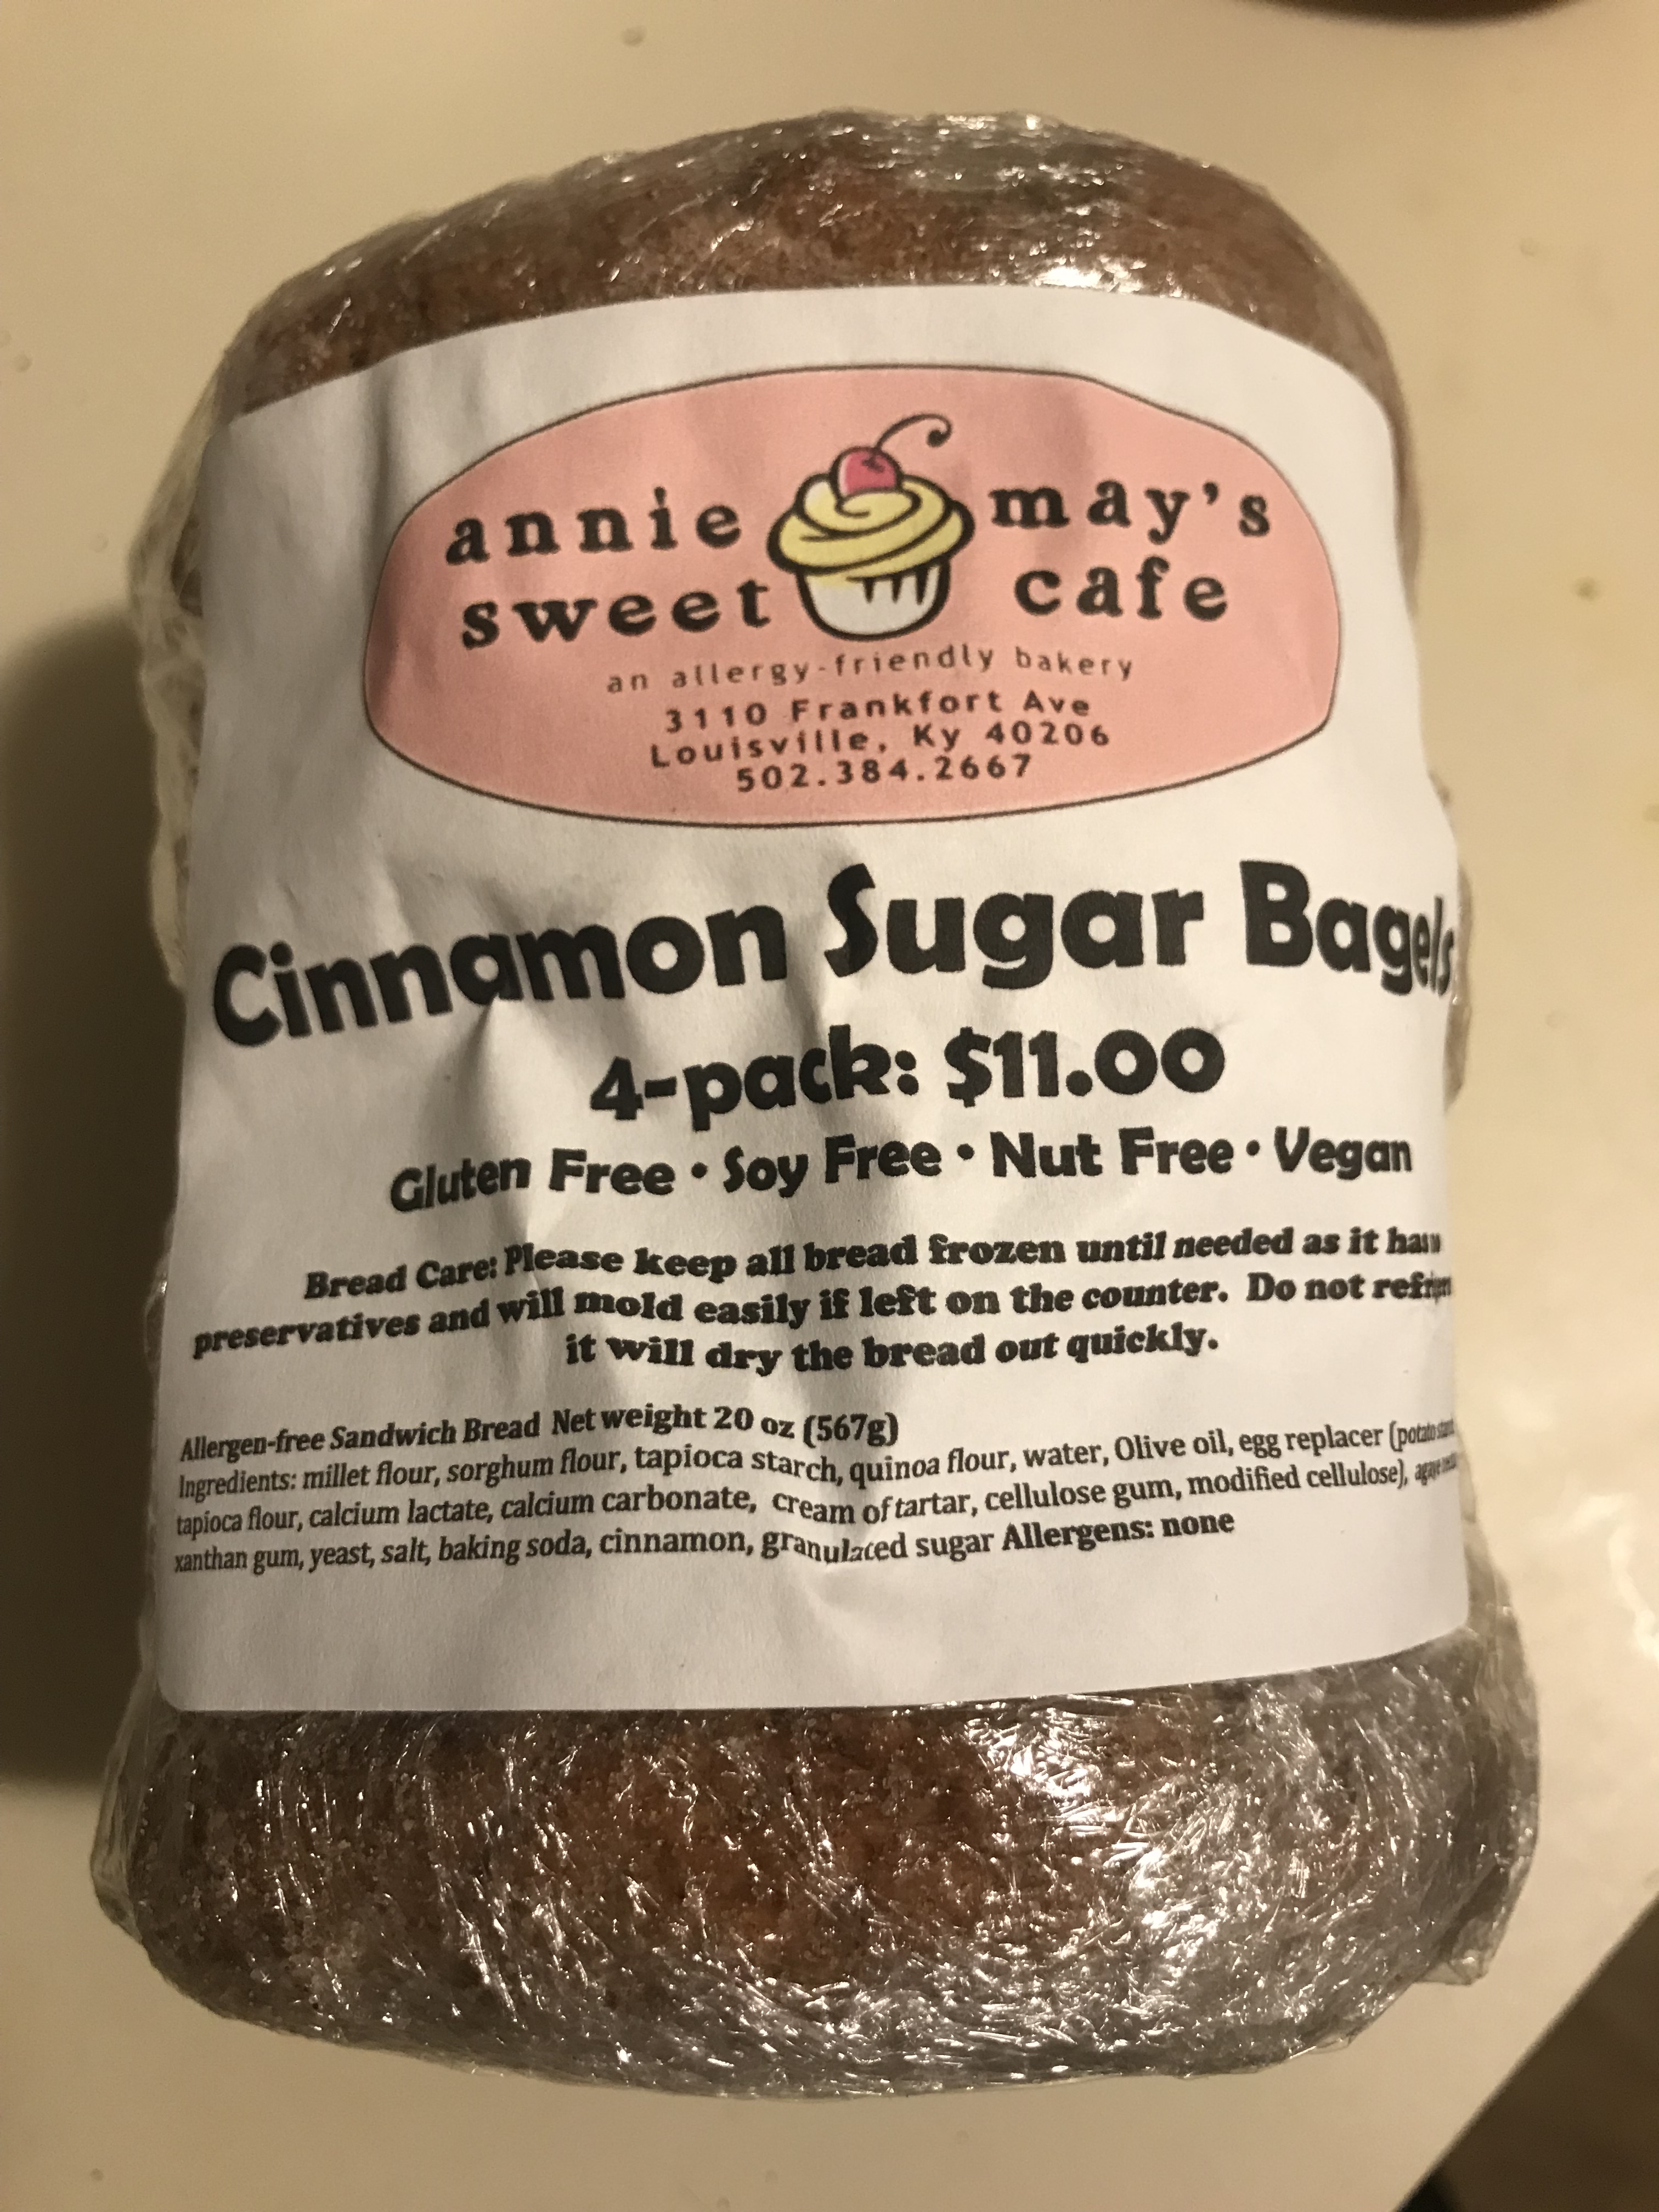 annie may's
sweet cafe
an allergy-friendly bakery
3110 Frankfort Ave
Louisville, Ky 40206
502.384.2667
Cinnamon Sugar Bagels
4-pack: $11.00
Gluten Free • Soy Free • Nut Free • Vegan
Bread Care: Please keep all bread frozen until needed as it
preservatives and will mold easily if left on the counter. Do not
it will dry the bread out quickly.
Allergen-free Sandwich Bread Net weight 20 oz (567g)
Ingredients: millet flour, sorghum flour, tapioca starch, quinoa flour, water, Olive oil, egg replacer (potato
tapioca flour, calcium lactate, calcium carbonate, cream of tartar, cellulose gum, modified cellulose),
xanthan gum, yeast, salt, baking soda, cinnamon, granulated sugar Allergens: none